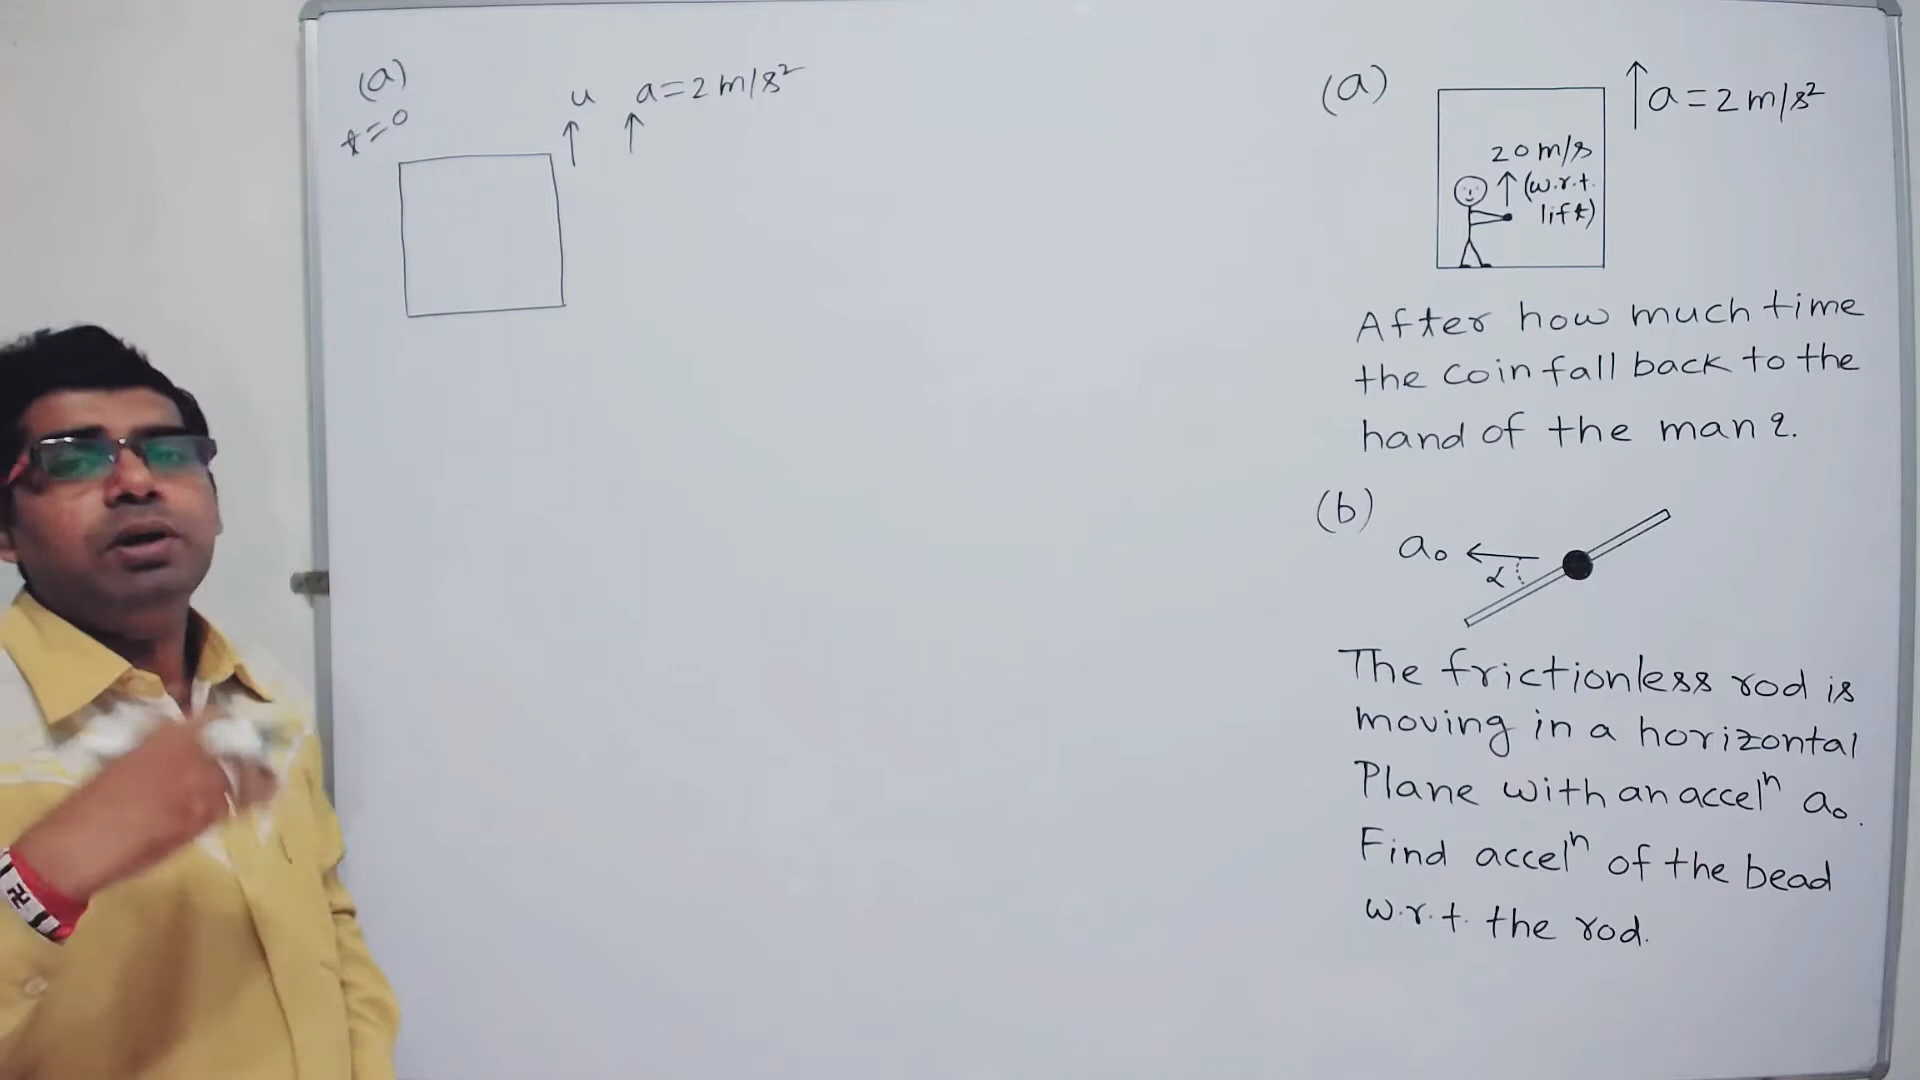 (a)
t=0
u a=2 m/s²
(a)
a = 2 m/s²
20 m/s
(w.r.t.
lift)
After how much time
the coin fall back to the
hand of the man ?.
(b)
a₀
α
The frictionless rod is
moving in a horizontal
Plane with an accelⁿ a₀.
Find accelⁿ of the bead
w.r.t. the rod.